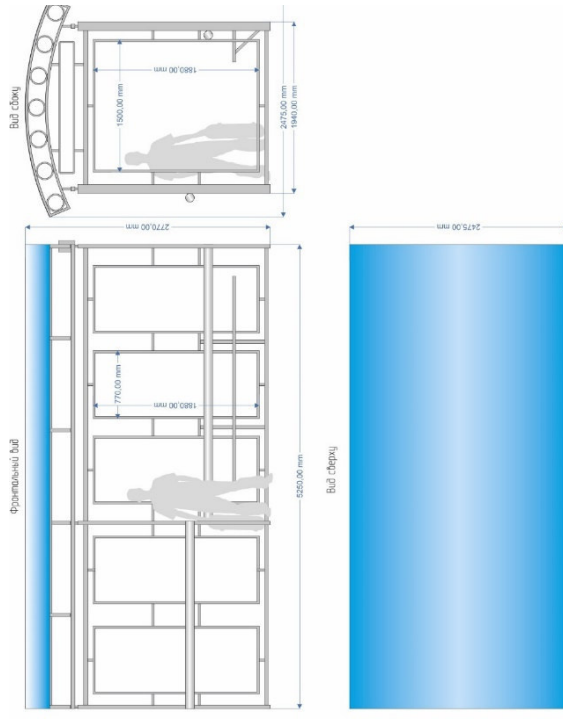 Вид сбоку
1880,00 mm
1500,00 mm
2475,00 mm
1940,00 mm
Фронтальный вид
2770,00 mm
770,00 mm
1880,00 mm
5250,00 mm
Вид сверху
2475,00 mm